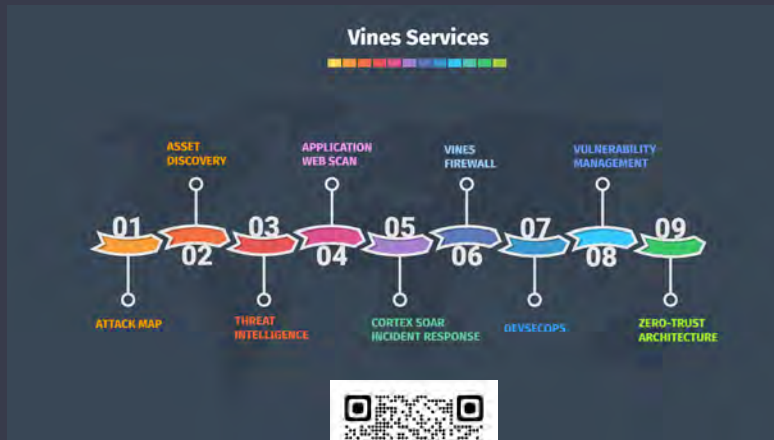 Vines Services
ASSET
DISCOVERY
APPLICATION
WEB SCAN
VINES
FIREWALL
VULNERABILITY
MANAGEMENT
01
02
03
04
05
06
07
08
09
ATTACK MAP
THREAT
INTELLIGENCE
CORTEX SOAR
INCIDENT RESPONSE
DEVSECOPS
ZERO-TRUST
ARCHITECTURE